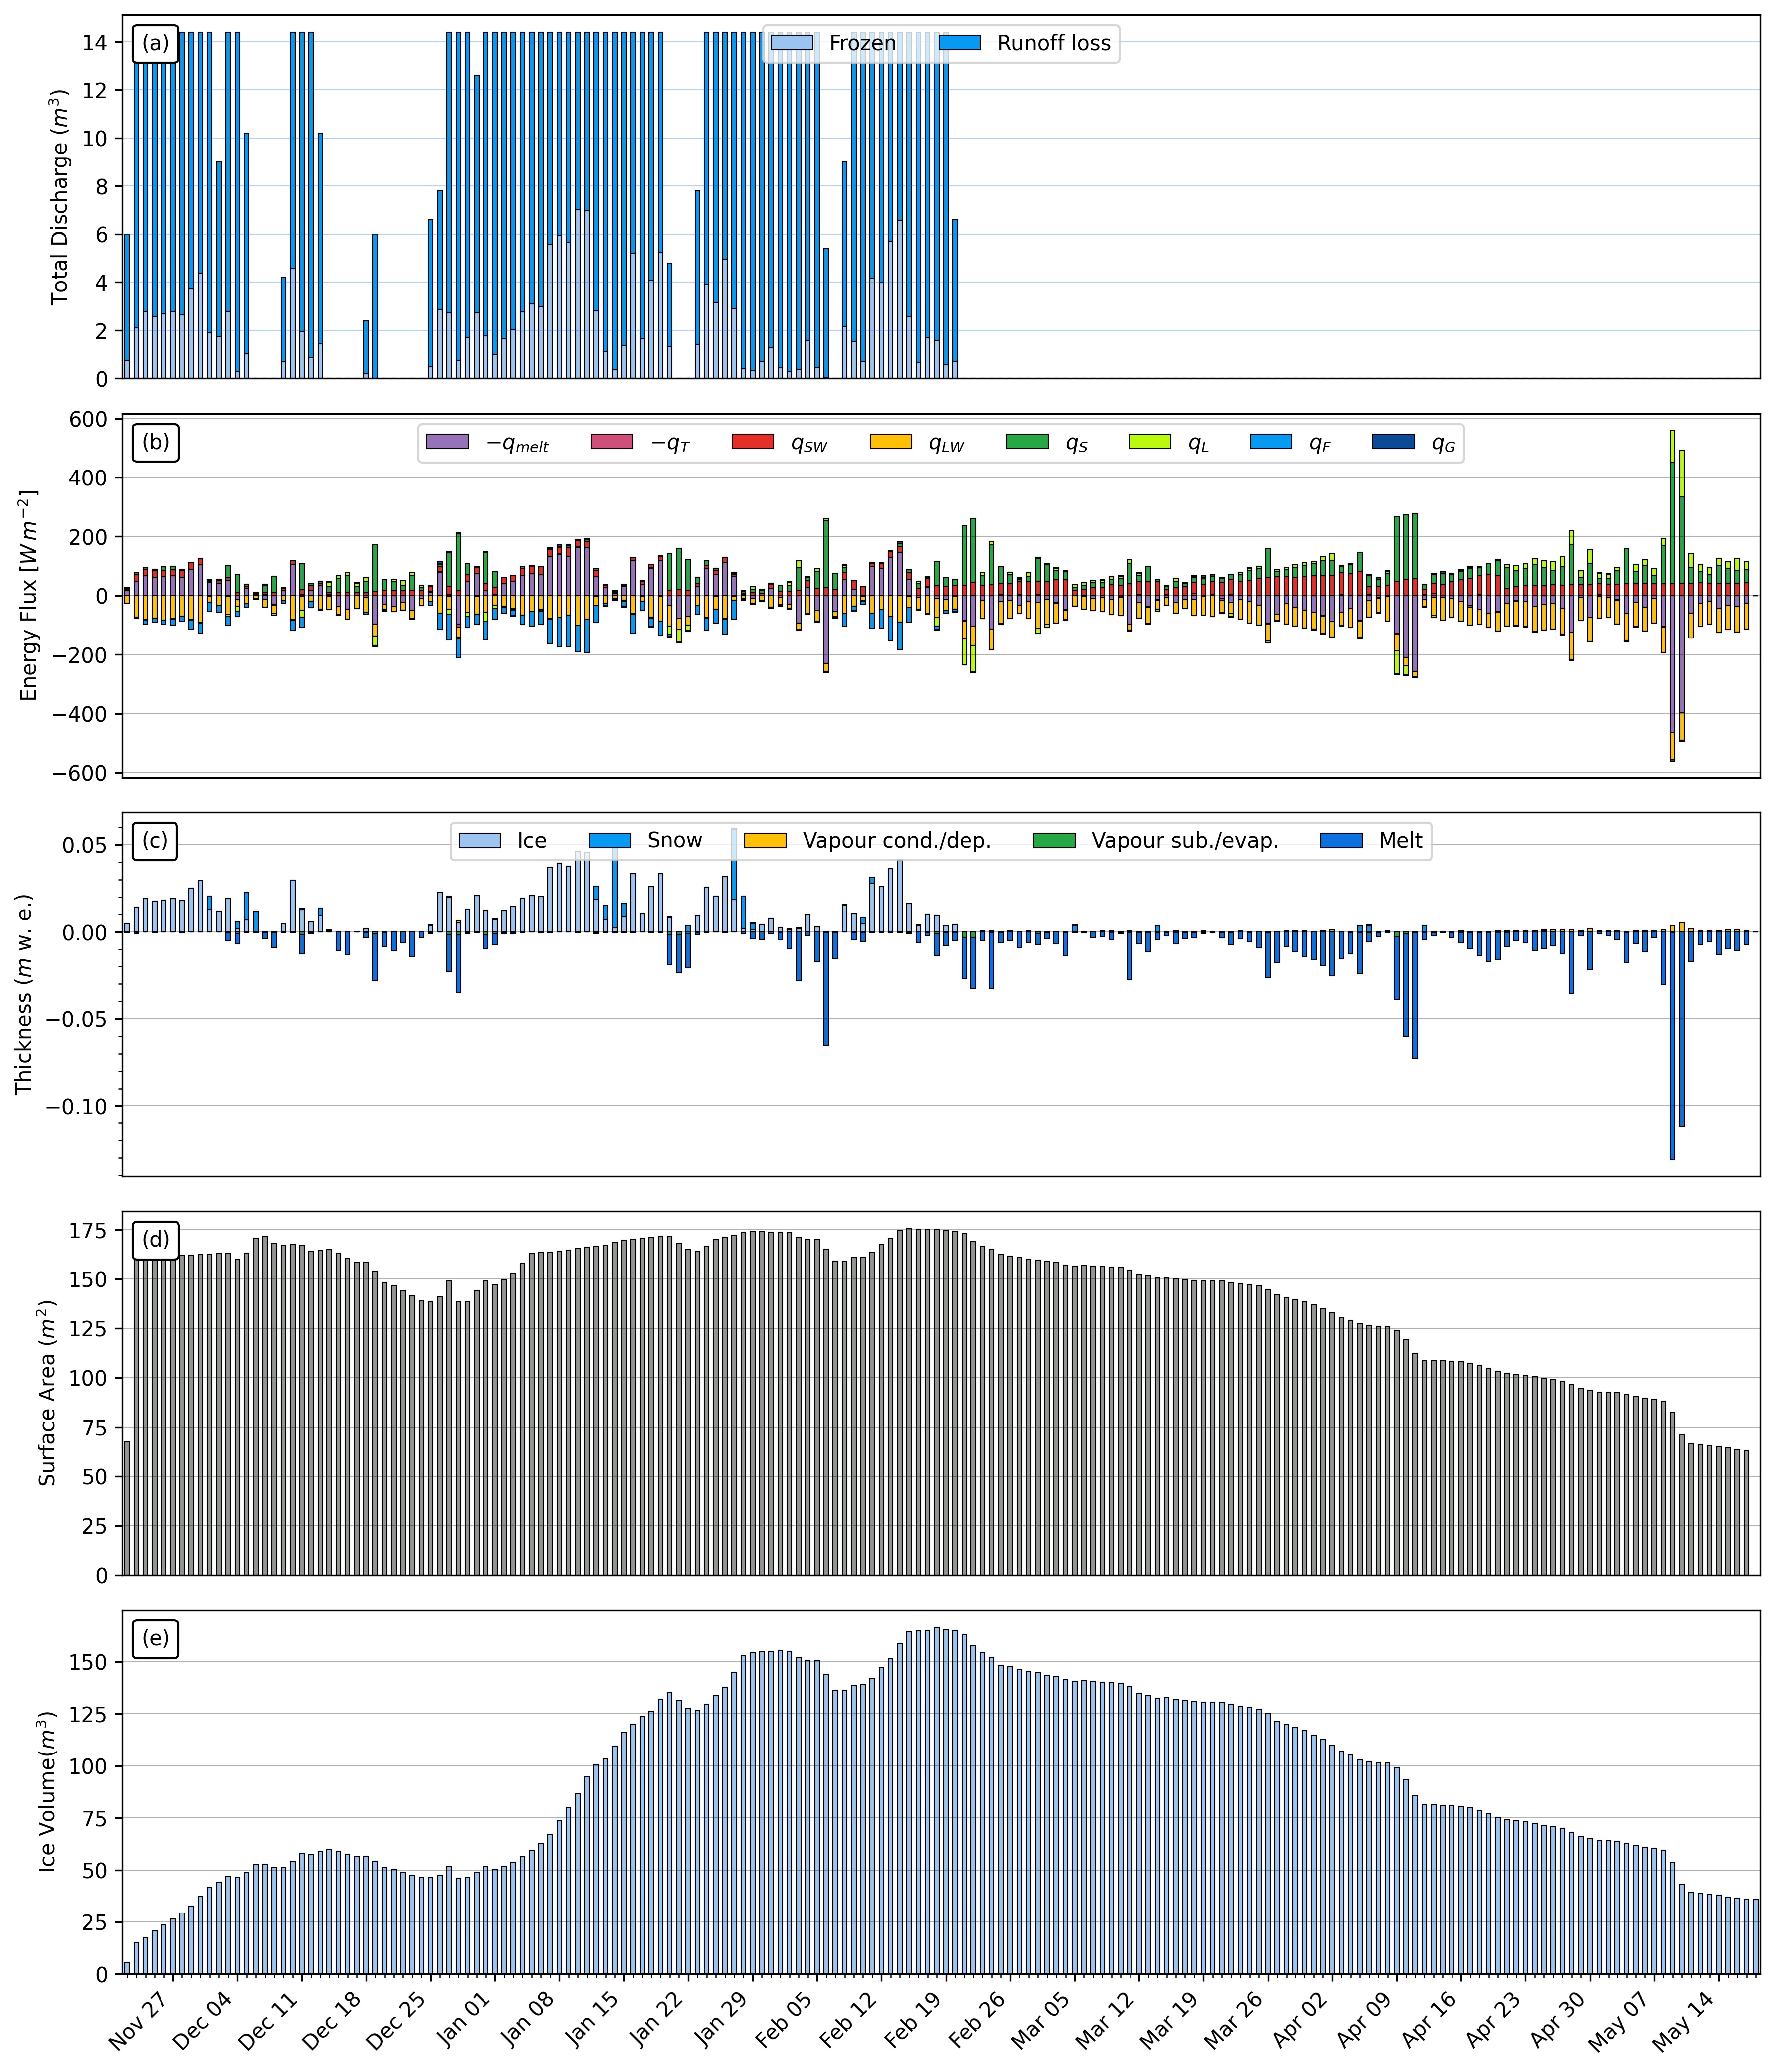 (a)
Frozen
Runoff loss
Total Discharge (m³)
14
12
10
8
6
4
2
0
(b)
−q_melt
−q_T
q_SW
q_LW
q_S
q_L
q_F
q_G
Energy Flux [W m⁻²]
600
400
200
0
−200
−400
−600
(c)
Ice
Snow
Vapour cond./dep.
Vapour sub./evap.
Melt
Thickness (m w. e.)
0.05
0.00
−0.05
−0.10
(d)
Surface Area (m²)
175
150
125
100
75
50
25
0
(e)
Ice Volume(m³)
150
125
100
75
50
25
0
Nov 27
Dec 04
Dec 11
Dec 18
Dec 25
Jan 01
Jan 08
Jan 15
Jan 22
Jan 29
Feb 05
Feb 12
Feb 19
Feb 26
Mar 05
Mar 12
Mar 19
Mar 26
Apr 02
Apr 09
Apr 16
Apr 23
Apr 30
May 07
May 14